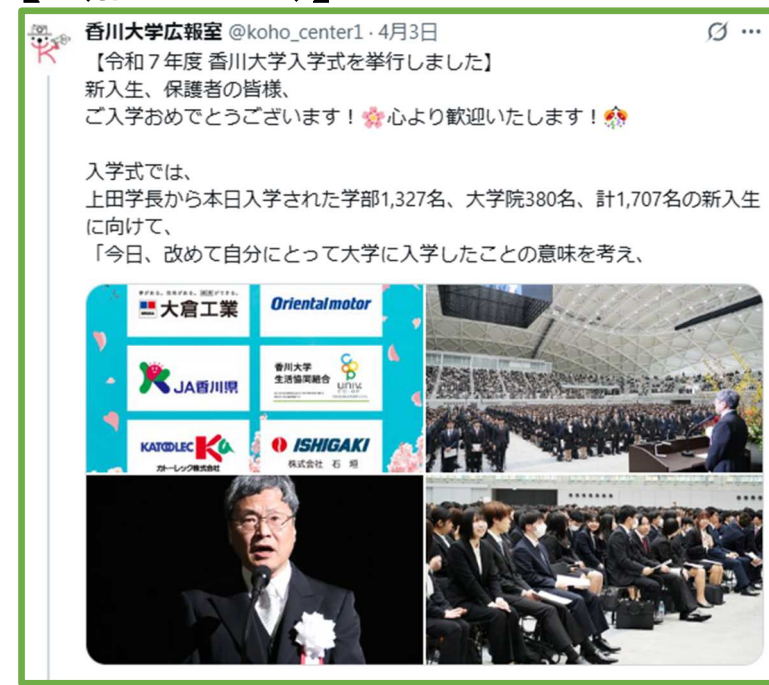 香川大学広報室 @koho_center1・4月3日
【令和７年度 香川大学入学式を挙行しました】
新入生、保護者の皆様、
ご入学おめでとうございます！🌸心より歓迎いたします！🎊
入学式では、
上田学長から本日入学された学部1,327名、大学院380名、計1,707名の新入生
に向けて、
「今日、改めて自分にとって大学に入学したことの意味を考え、
大倉工業
Orientalmotor
JA香川県
香川大学
生活協同組合
univ.
CO-OP
KATOLEC
カトーレック株式会社
ISHIGAKI
株式会社 石垣